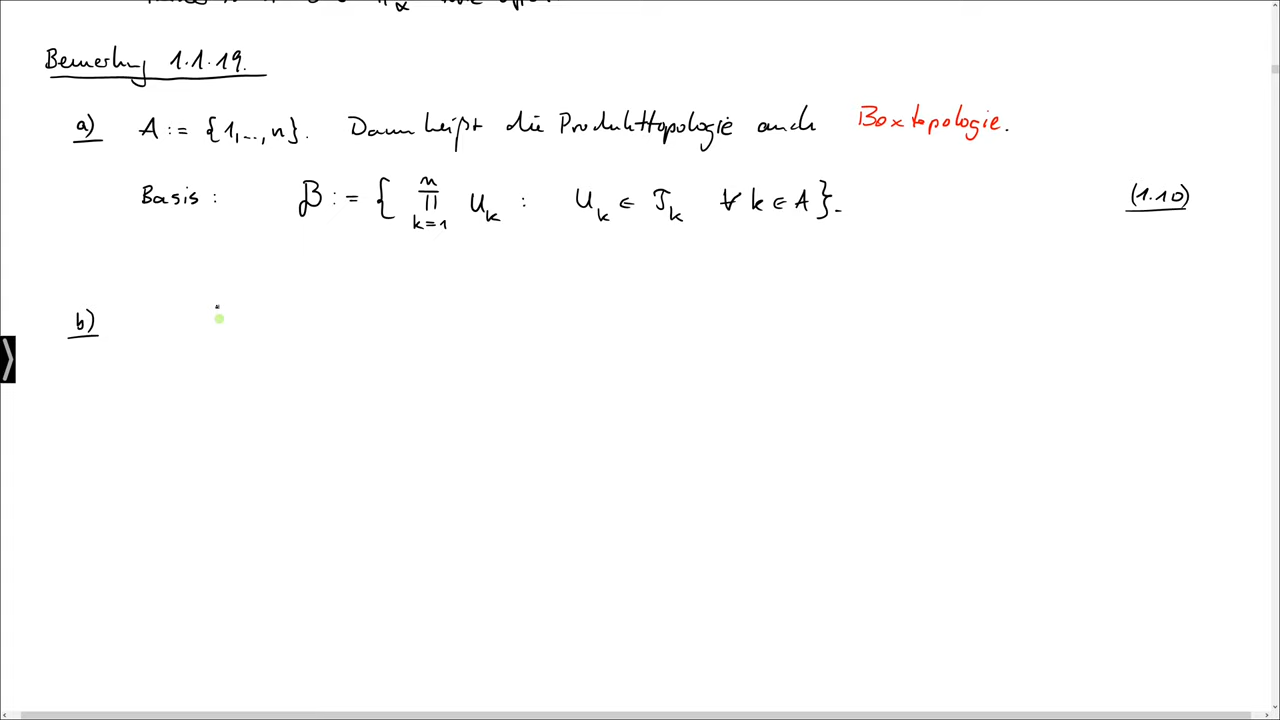 Bemerkung 1.1.19.
a) A := {1,..., n}. Dann heißt die Produkttopologie auch Boxtopologie.
Basis : B := { ∏_{k=1}^{n} U_k : U_k ∈ T_k ∀ k ∈ A }. (1.10)
b)